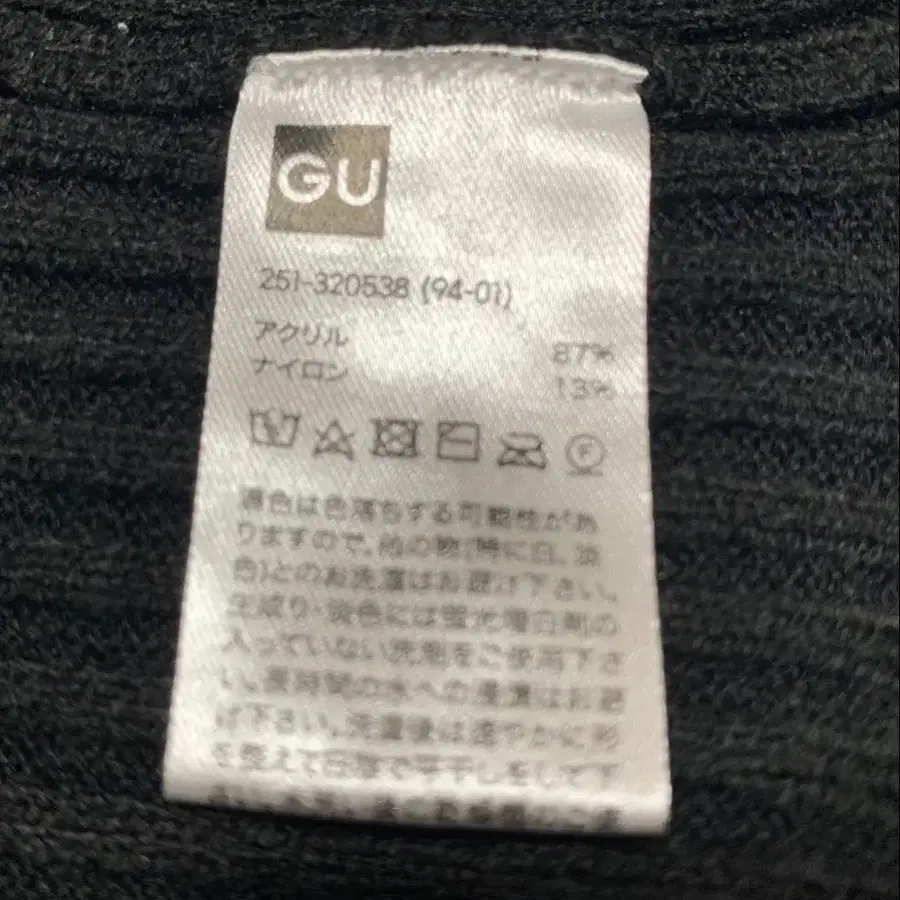 GU
251-320538 (94-01)
アクリル 87%
ナイロン 13%
F
濃色は色落ちする可能性があ
りますので、他の物(特に白、淡
色)とのお洗濯はお避け下さい。
生成り・淡色には蛍光増白剤の
入っていない洗剤をご使用下さ
い。長時間の水への浸漬はお避
け下さい。洗濯後は速やかに形
を整えて日陰で平干しをして下